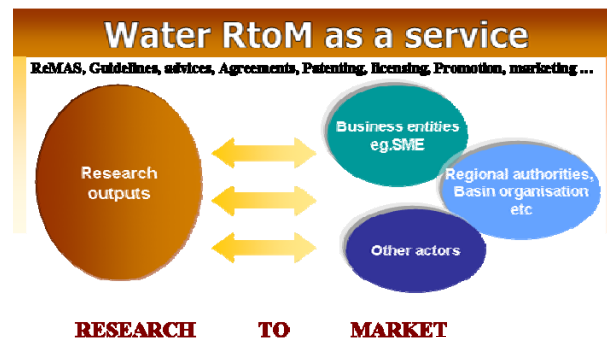 Water RtoM as a service
ReMAS, Guidelines, advices, Agreements, Patenting, licensing, Promotion, marketing ...
Research
outputs
Business entities
eg.SME
Regional authorities,
Basin organisation
etc
Other actors
RESEARCH TO MARKET